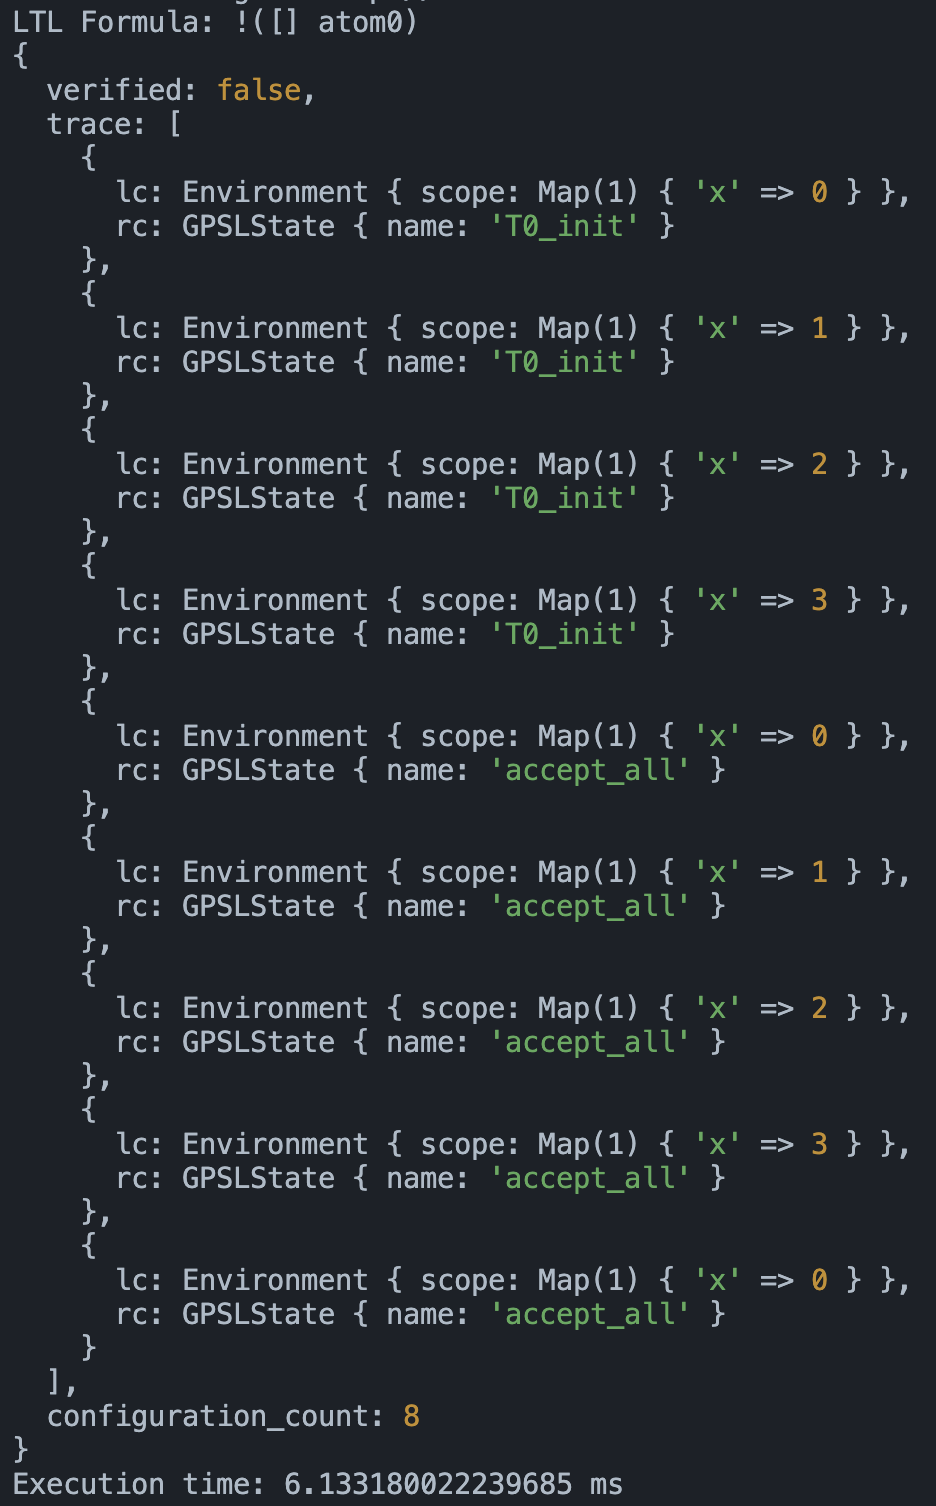 LTL Formula: !([] atom0)
{
  verified: false,
  trace: [
    {
      lc: Environment { scope: Map(1) { 'x' => 0 } },
      rc: GPSLState { name: 'T0_init' }
    },
    {
      lc: Environment { scope: Map(1) { 'x' => 1 } },
      rc: GPSLState { name: 'T0_init' }
    },
    {
      lc: Environment { scope: Map(1) { 'x' => 2 } },
      rc: GPSLState { name: 'T0_init' }
    },
    {
      lc: Environment { scope: Map(1) { 'x' => 3 } },
      rc: GPSLState { name: 'T0_init' }
    },
    {
      lc: Environment { scope: Map(1) { 'x' => 0 } },
      rc: GPSLState { name: 'accept_all' }
    },
    {
      lc: Environment { scope: Map(1) { 'x' => 1 } },
      rc: GPSLState { name: 'accept_all' }
    },
    {
      lc: Environment { scope: Map(1) { 'x' => 2 } },
      rc: GPSLState { name: 'accept_all' }
    },
    {
      lc: Environment { scope: Map(1) { 'x' => 3 } },
      rc: GPSLState { name: 'accept_all' }
    },
    {
      lc: Environment { scope: Map(1) { 'x' => 0 } },
      rc: GPSLState { name: 'accept_all' }
    }
  ],
  configuration_count: 8
}
Execution time: 6.133180022239685 ms